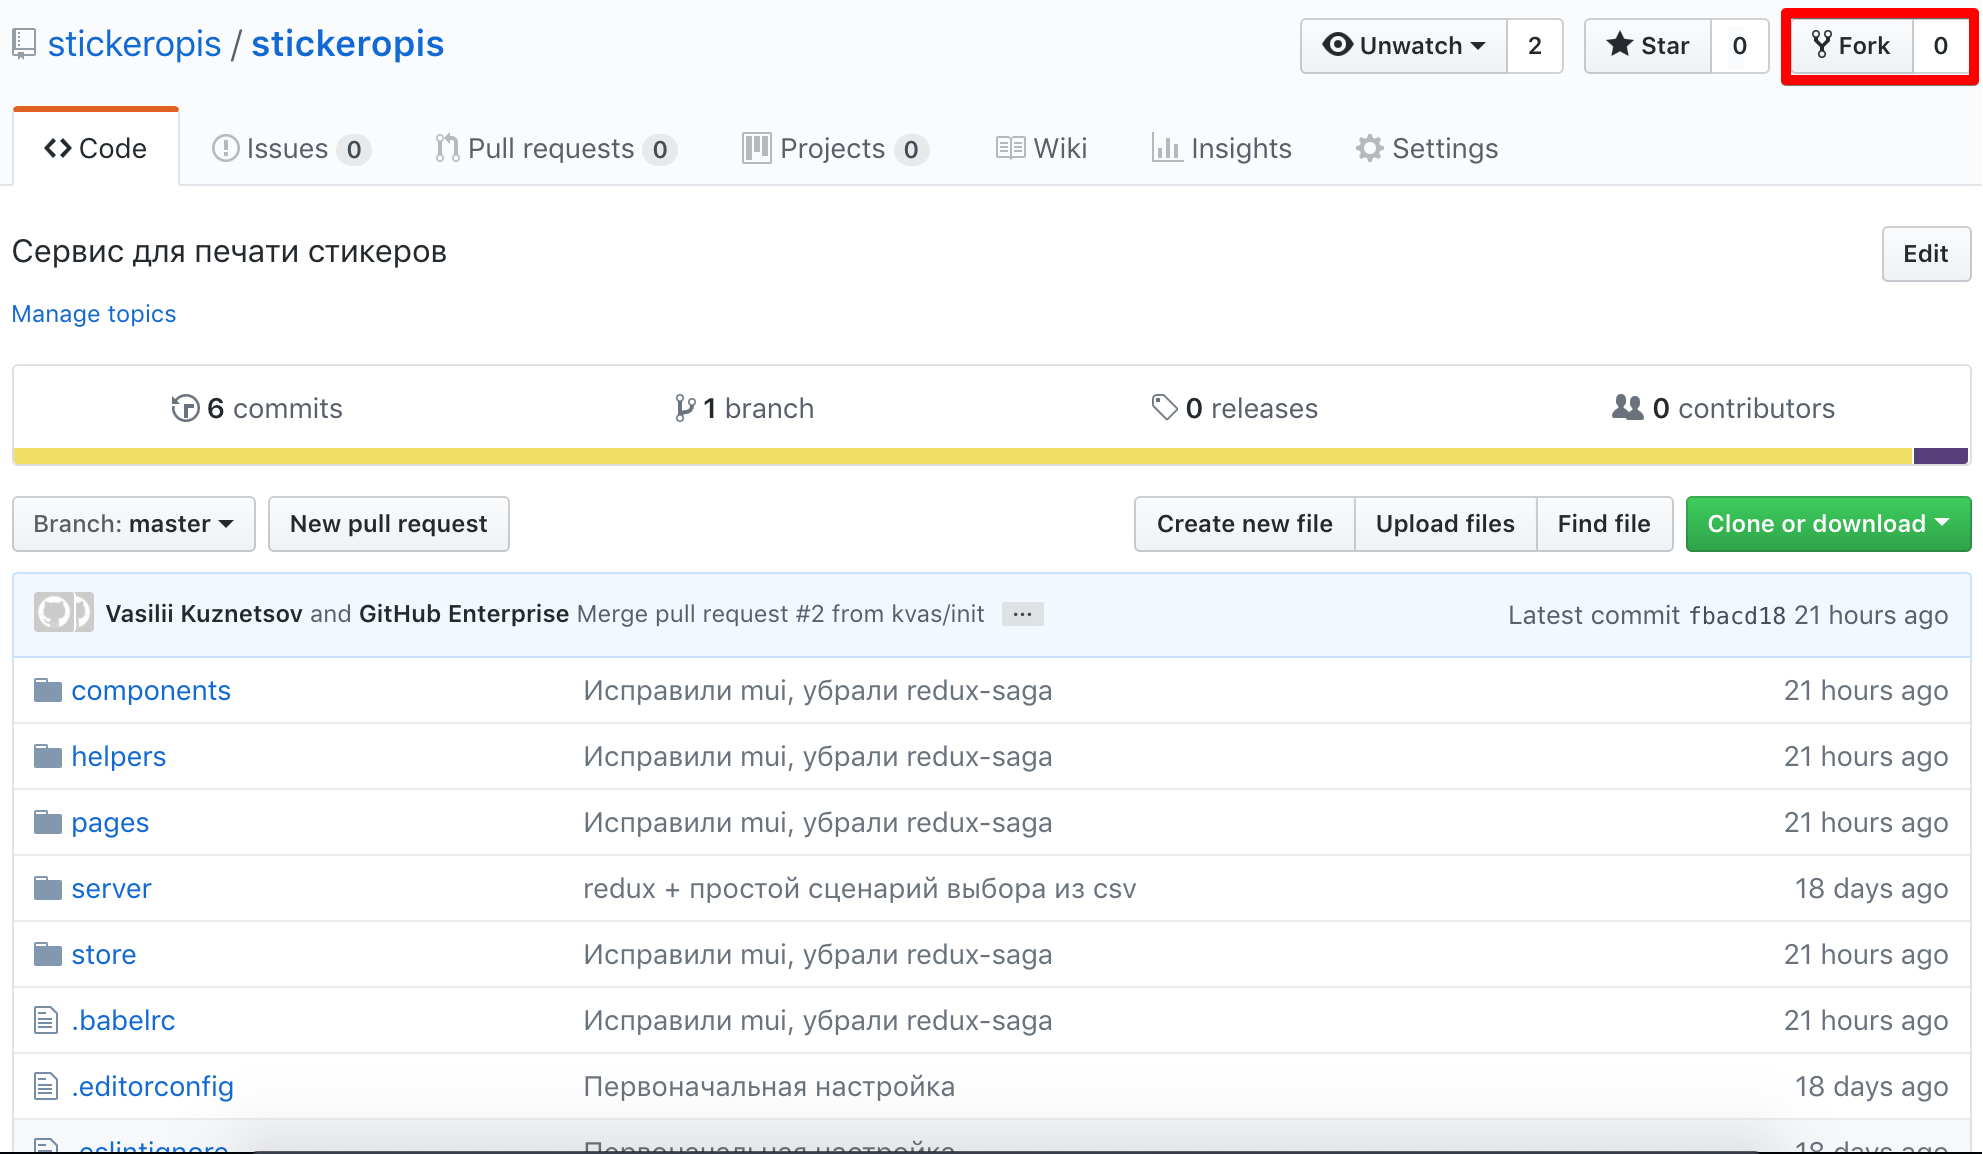 stickeropis / stickeropis
Unwatch 2 Star 0 Fork 0
Code Issues 0 Pull requests 0 Projects 0 Wiki Insights Settings
Сервис для печати стикеров
Edit
Manage topics
6 commits 1 branch 0 releases 0 contributors
Branch: master New pull request Create new file Upload files Find file Clone or download
Vasilii Kuznetsov and GitHub Enterprise Merge pull request #2 from kvas/init ... Latest commit fbacd18 21 hours ago
components Исправили mui, убрали redux-saga 21 hours ago
helpers Исправили mui, убрали redux-saga 21 hours ago
pages Исправили mui, убрали redux-saga 21 hours ago
server redux + простой сценарий выбора из csv 18 days ago
store Исправили mui, убрали redux-saga 21 hours ago
.babelrc Исправили mui, убрали redux-saga 21 hours ago
.editorconfig Первоначальная настройка 18 days ago
.eslintignore Первоначальная настройка 18 days ago